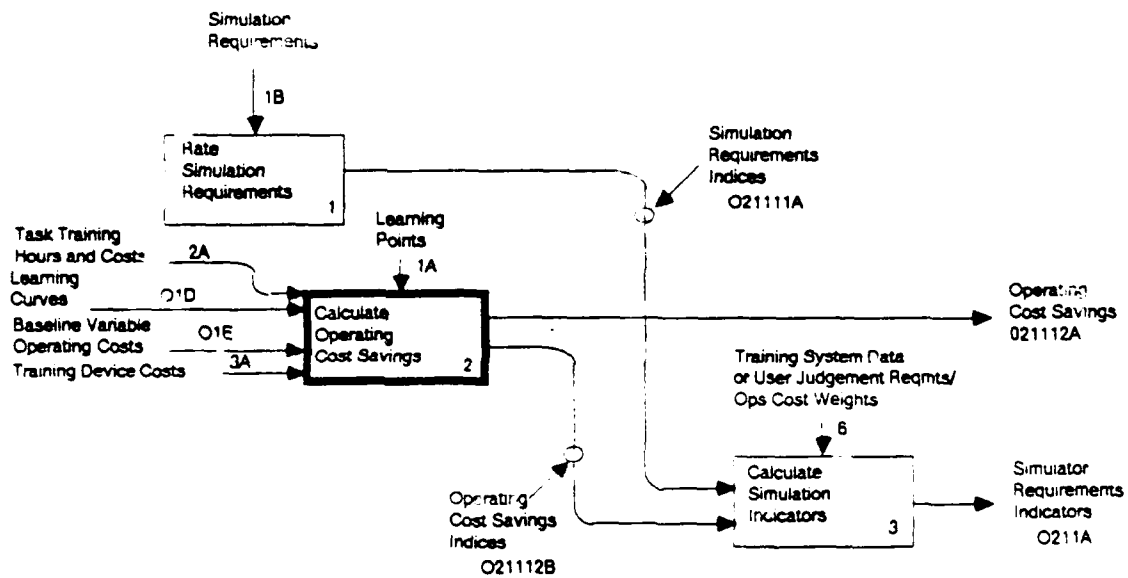 Simulation
Requirements
1B
Rate
Simulation
Requirements
1
Simulation
Requirements
Indices
O21111A
Learning
Points
1A
Task Training
Hours and Costs
2A
Learning
Curves
O1D
Baseline Variable
Operating Costs
O1E
Training Device Costs
3A
Calculate
Operating
Cost Savings
2
Operating
Cost Savings
021112A
Training System Data
or User Judgement Reqmts/
Ops Cost Weights
6
Calculate
Simulation
Indicators
3
Operating
Cost Savings
Indices
O21112B
Simulator
Requirements
Indicators
O211A